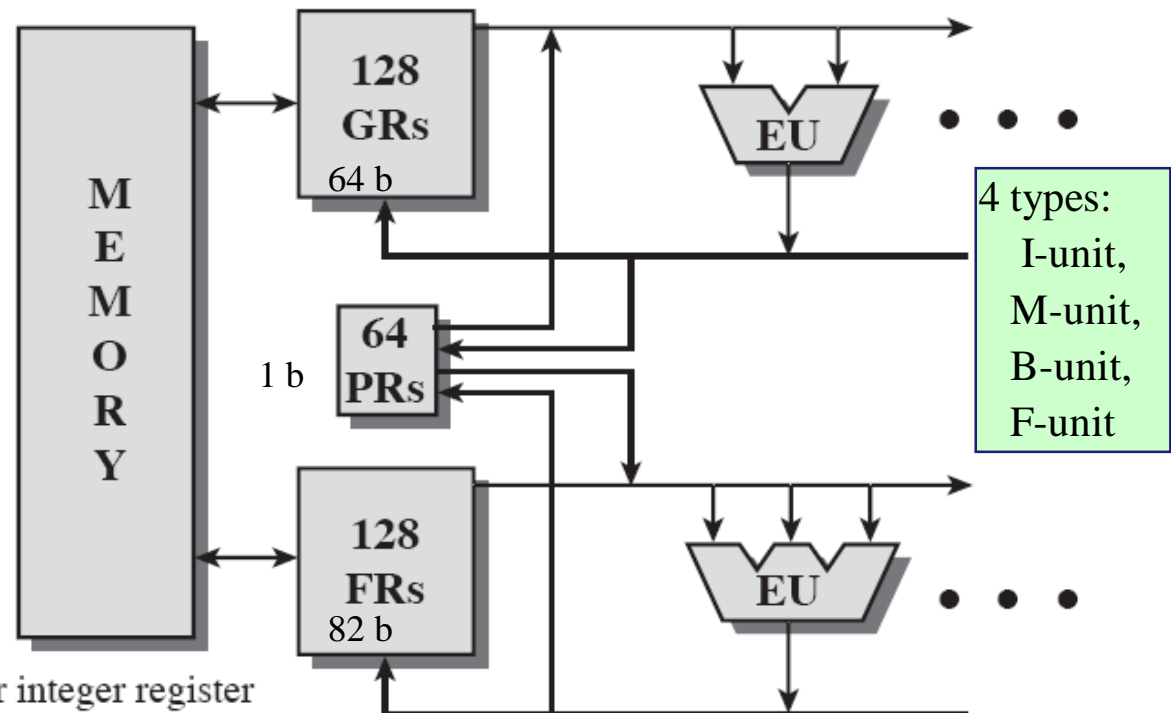 MEMORY
128
GRs
64 b
EU
4 types:
I-unit,
M-unit,
B-unit,
F-unit
64
PRs
1 b
128
FRs
82 b
EU
integer register